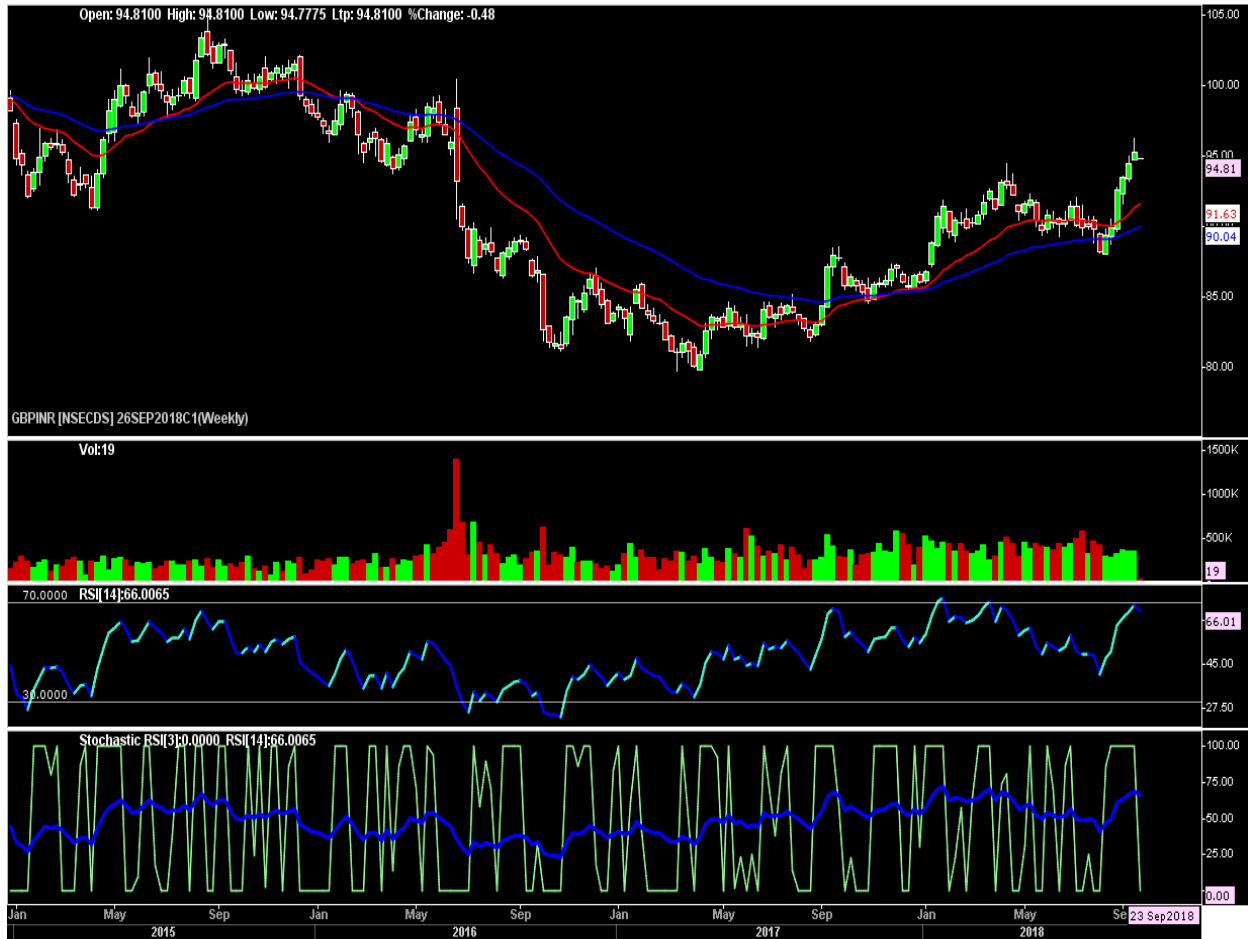 Open: 94.8100 High: 94.8100 Low: 94.7775 Ltp: 94.8100 %Change: -0.48
105.00
100.00
95.00
94.81
91.63
90.04
85.00
80.00
GBPINR [NSECDS] 26SEP2018C1(Weekly)
Vol:19
1500K
1000K
500K
19
70.0000 RSI[14]:66.0065
66.01
45.00
30.0000
27.50
Stochastic RSI[3]:0.0000 RSI[14]:66.0065
100.00
75.00
50.00
25.00
0.00
Jan May Sep Jan May Sep Jan May Sep Jan May Se 23 Sep2018
2015 2016 2017 2018